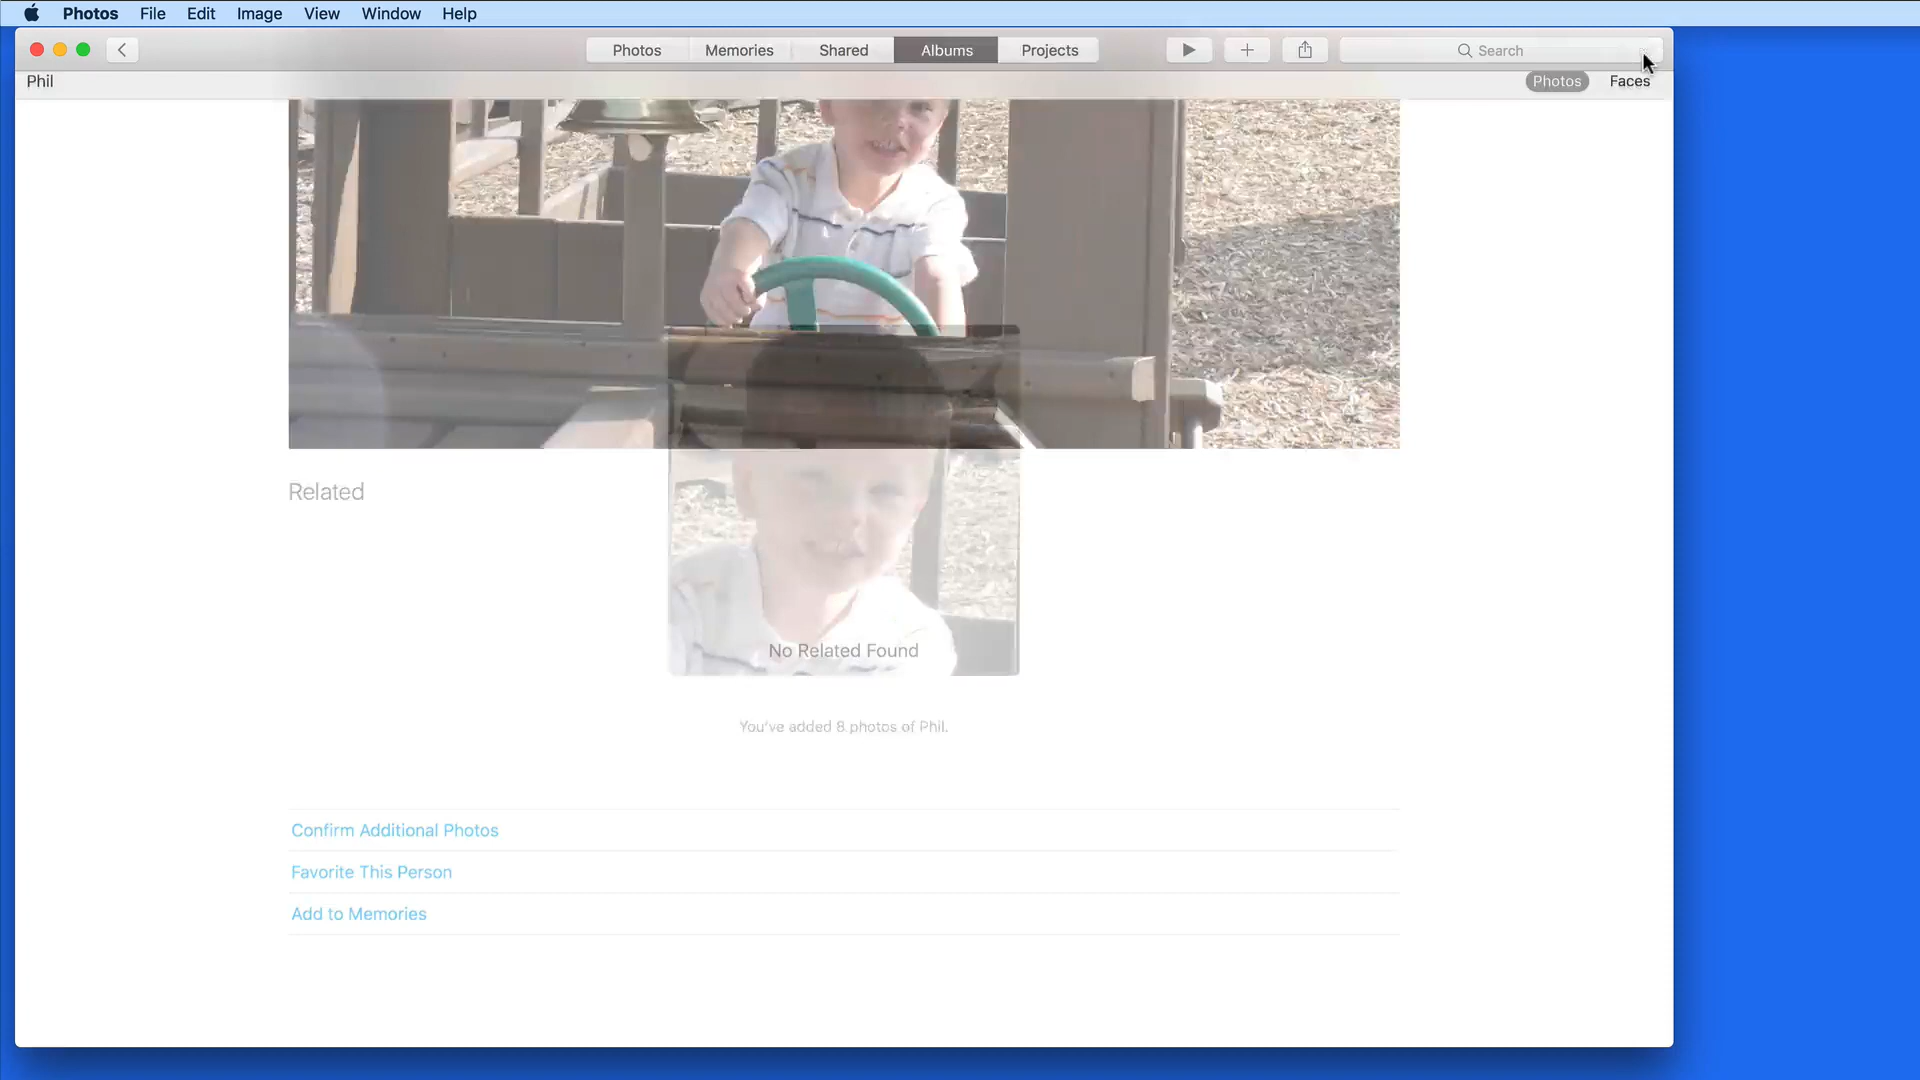 Photos File Edit Image View Window Help
Photos Memories Shared Albums Projects Search
Phil Photos Faces
Related
No Related Found
You've added 8 photos of Phil.
Confirm Additional Photos
Favorite This Person
Add to Memories